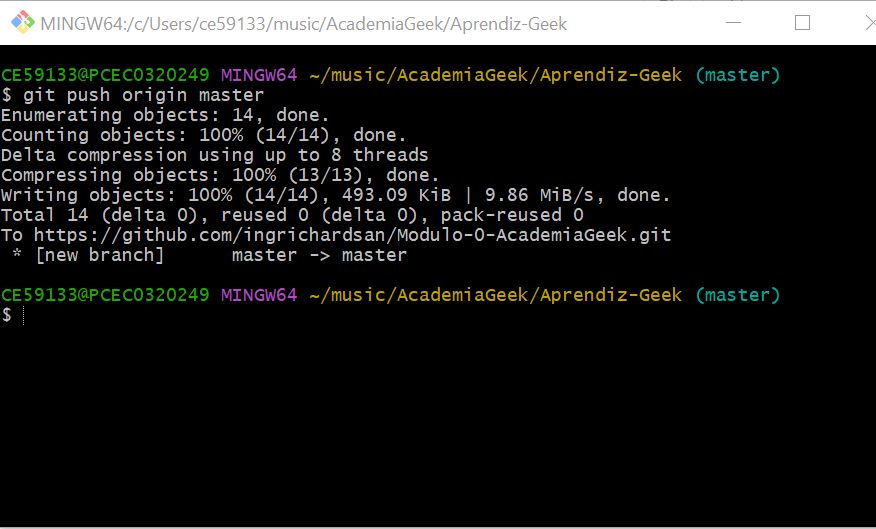 MINGW64:/c/Users/ce59133/music/AcademiaGeek/Aprendiz-Geek
CE59133@PCEC0320249 MINGW64 ~/music/AcademiaGeek/Aprendiz-Geek (master)
$ git push origin master
Enumerating objects: 14, done.
Counting objects: 100% (14/14), done.
Delta compression using up to 8 threads
Compressing objects: 100% (13/13), done.
Writing objects: 100% (14/14), 493.09 KiB | 9.86 MiB/s, done.
Total 14 (delta 0), reused 0 (delta 0), pack-reused 0
To https://github.com/ingrichardsan/Modulo-0-AcademiaGeek.git
 * [new branch]      master -> master
CE59133@PCEC0320249 MINGW64 ~/music/AcademiaGeek/Aprendiz-Geek (master)
$